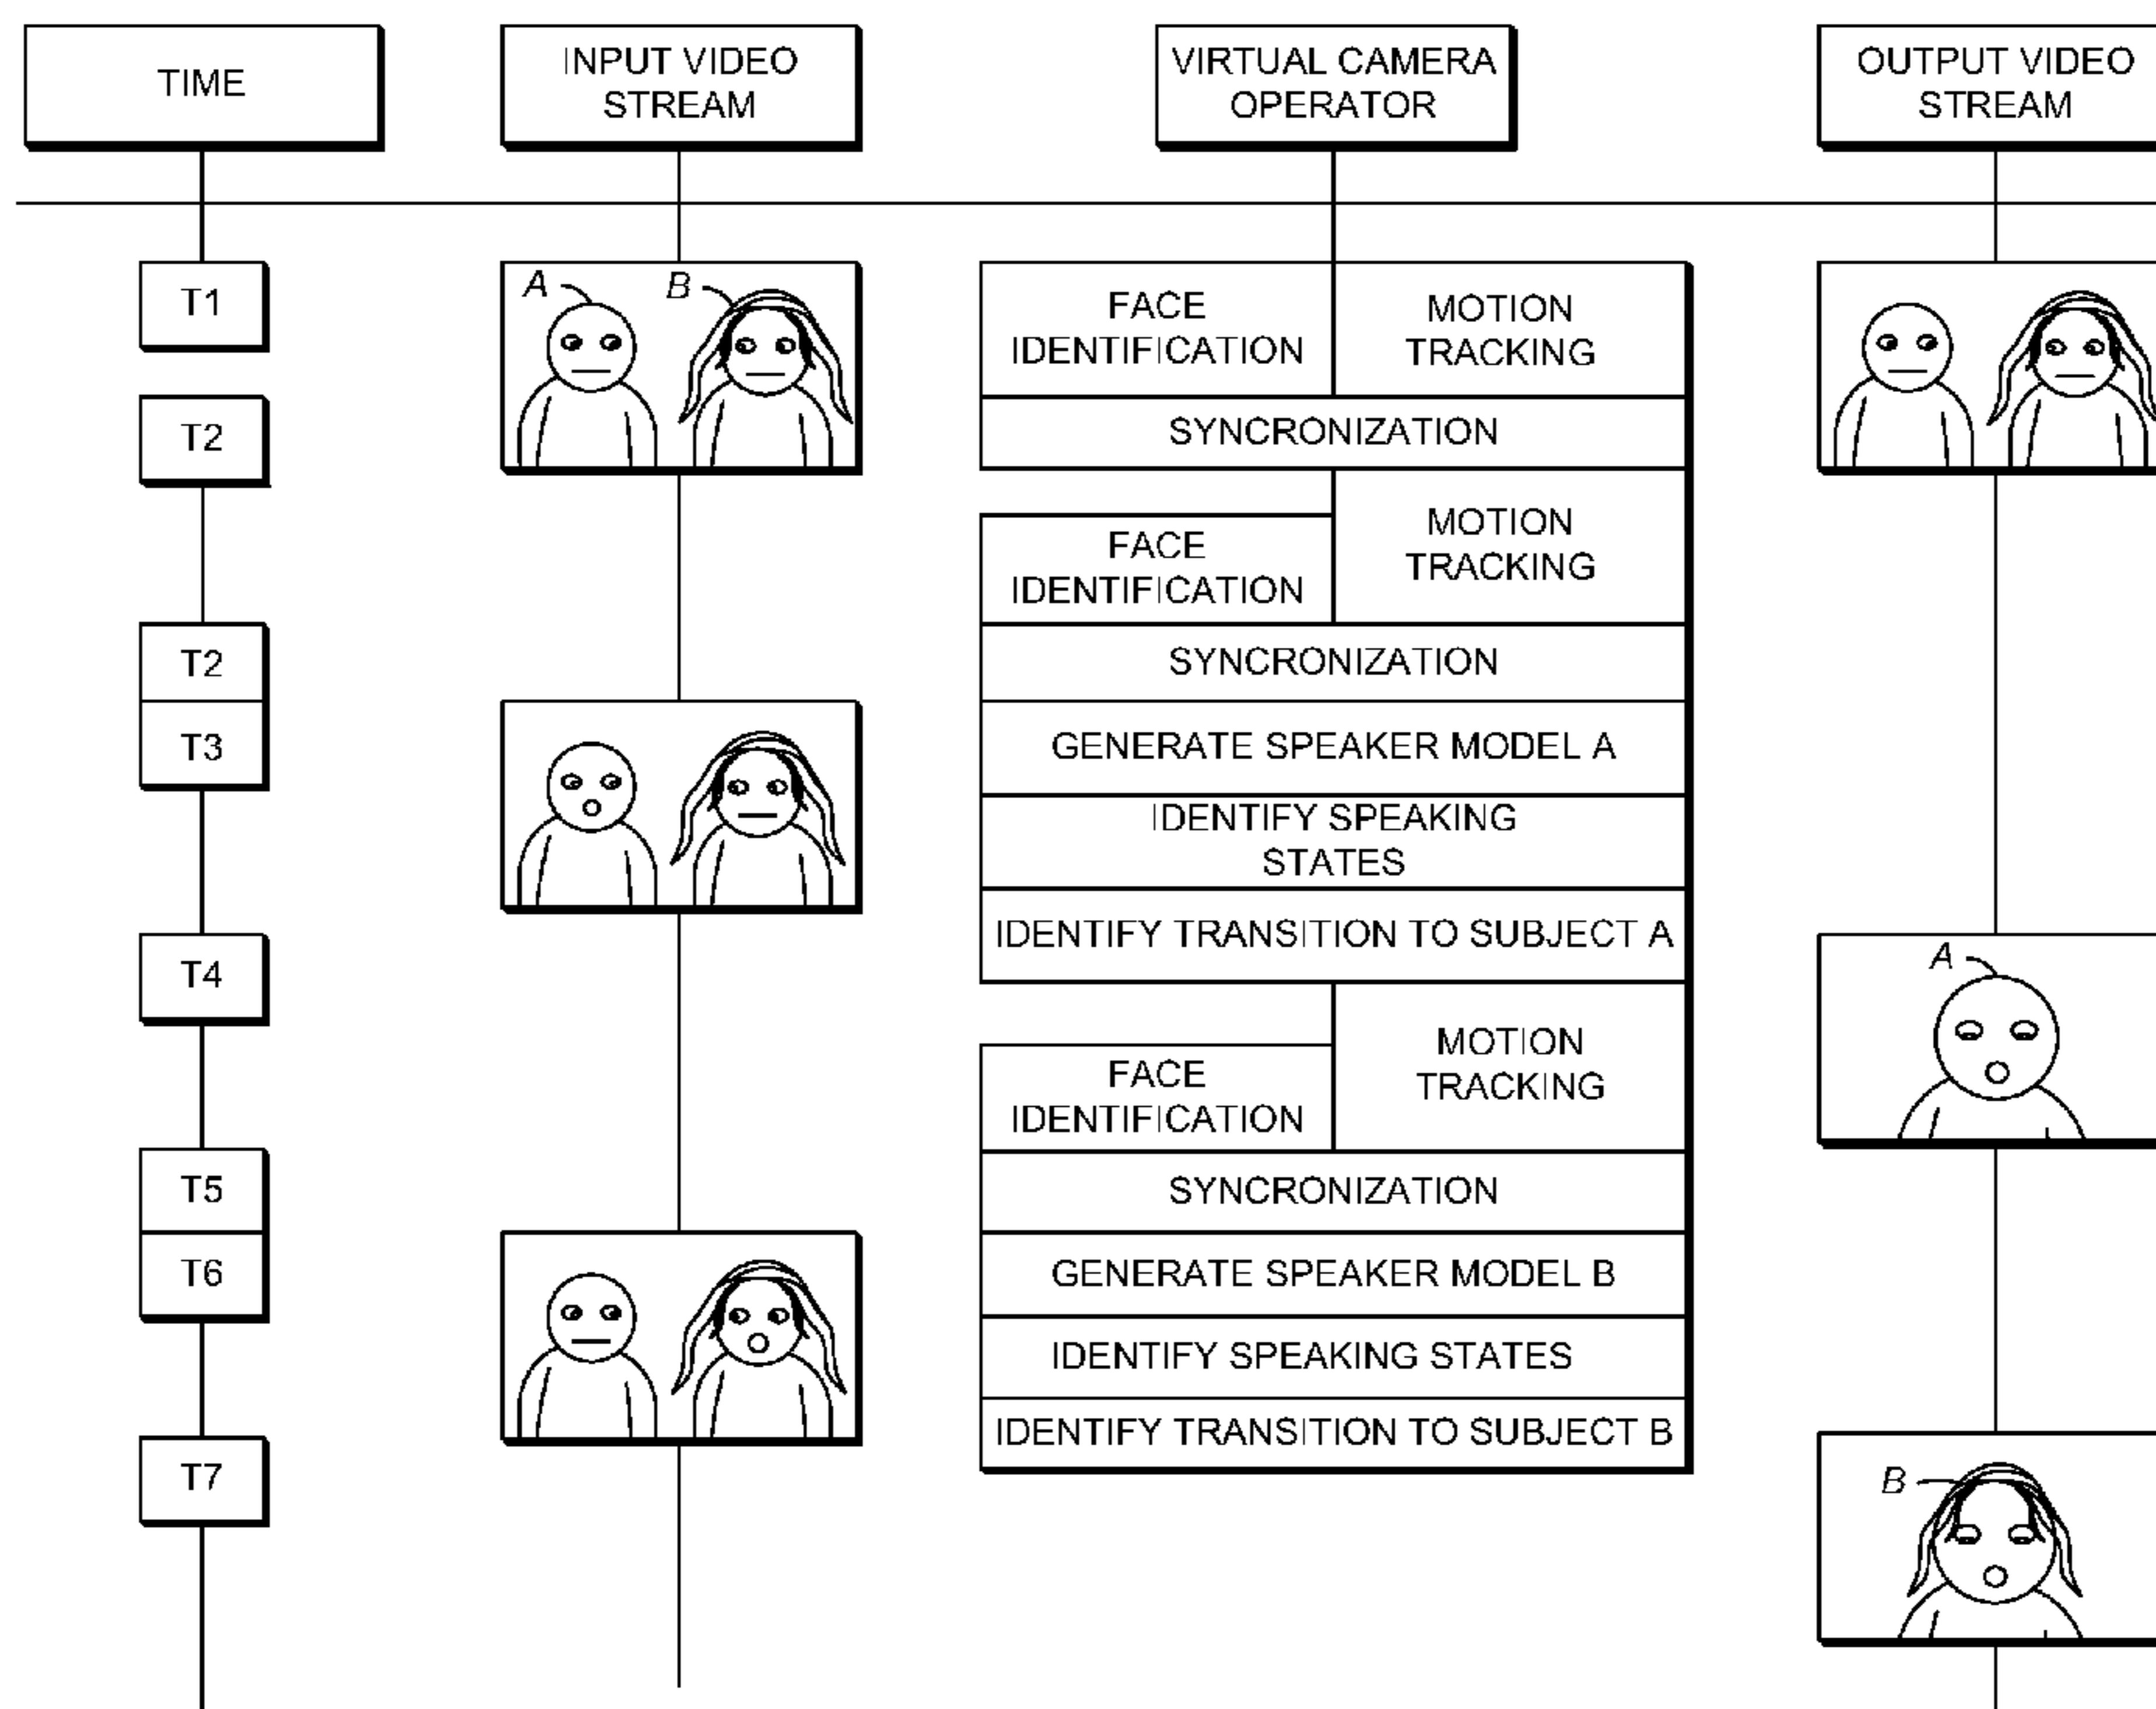 TIME
INPUT VIDEO
STREAM
VIRTUAL CAMERA
OPERATOR
OUTPUT VIDEO
STREAM
T1
A
B
FACE
IDENTIFICATION
MOTION
TRACKING
T2
SYNCRONIZATION
FACE
IDENTIFICATION
MOTION
TRACKING
T2
SYNCRONIZATION
T3
GENERATE SPEAKER MODEL A
IDENTIFY SPEAKING
STATES
IDENTIFY TRANSITION TO SUBJECT A
T4
A
FACE
IDENTIFICATION
MOTION
TRACKING
T5
SYNCRONIZATION
T6
GENERATE SPEAKER MODEL B
IDENTIFY SPEAKING STATES
IDENTIFY TRANSITION TO SUBJECT B
T7
B